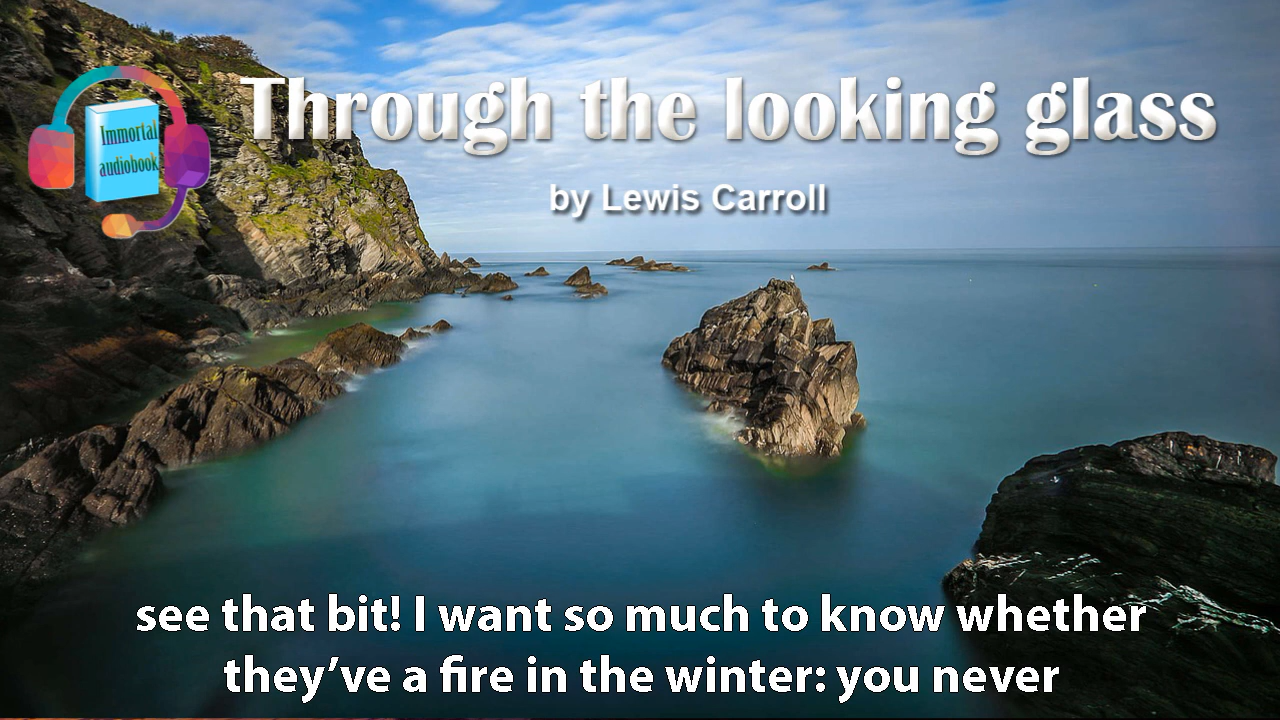 Through the looking glass
Immortal
audiobook
by Lewis Carroll
see that bit! I want so much to know whether
they’ve a fire in the winter: you never